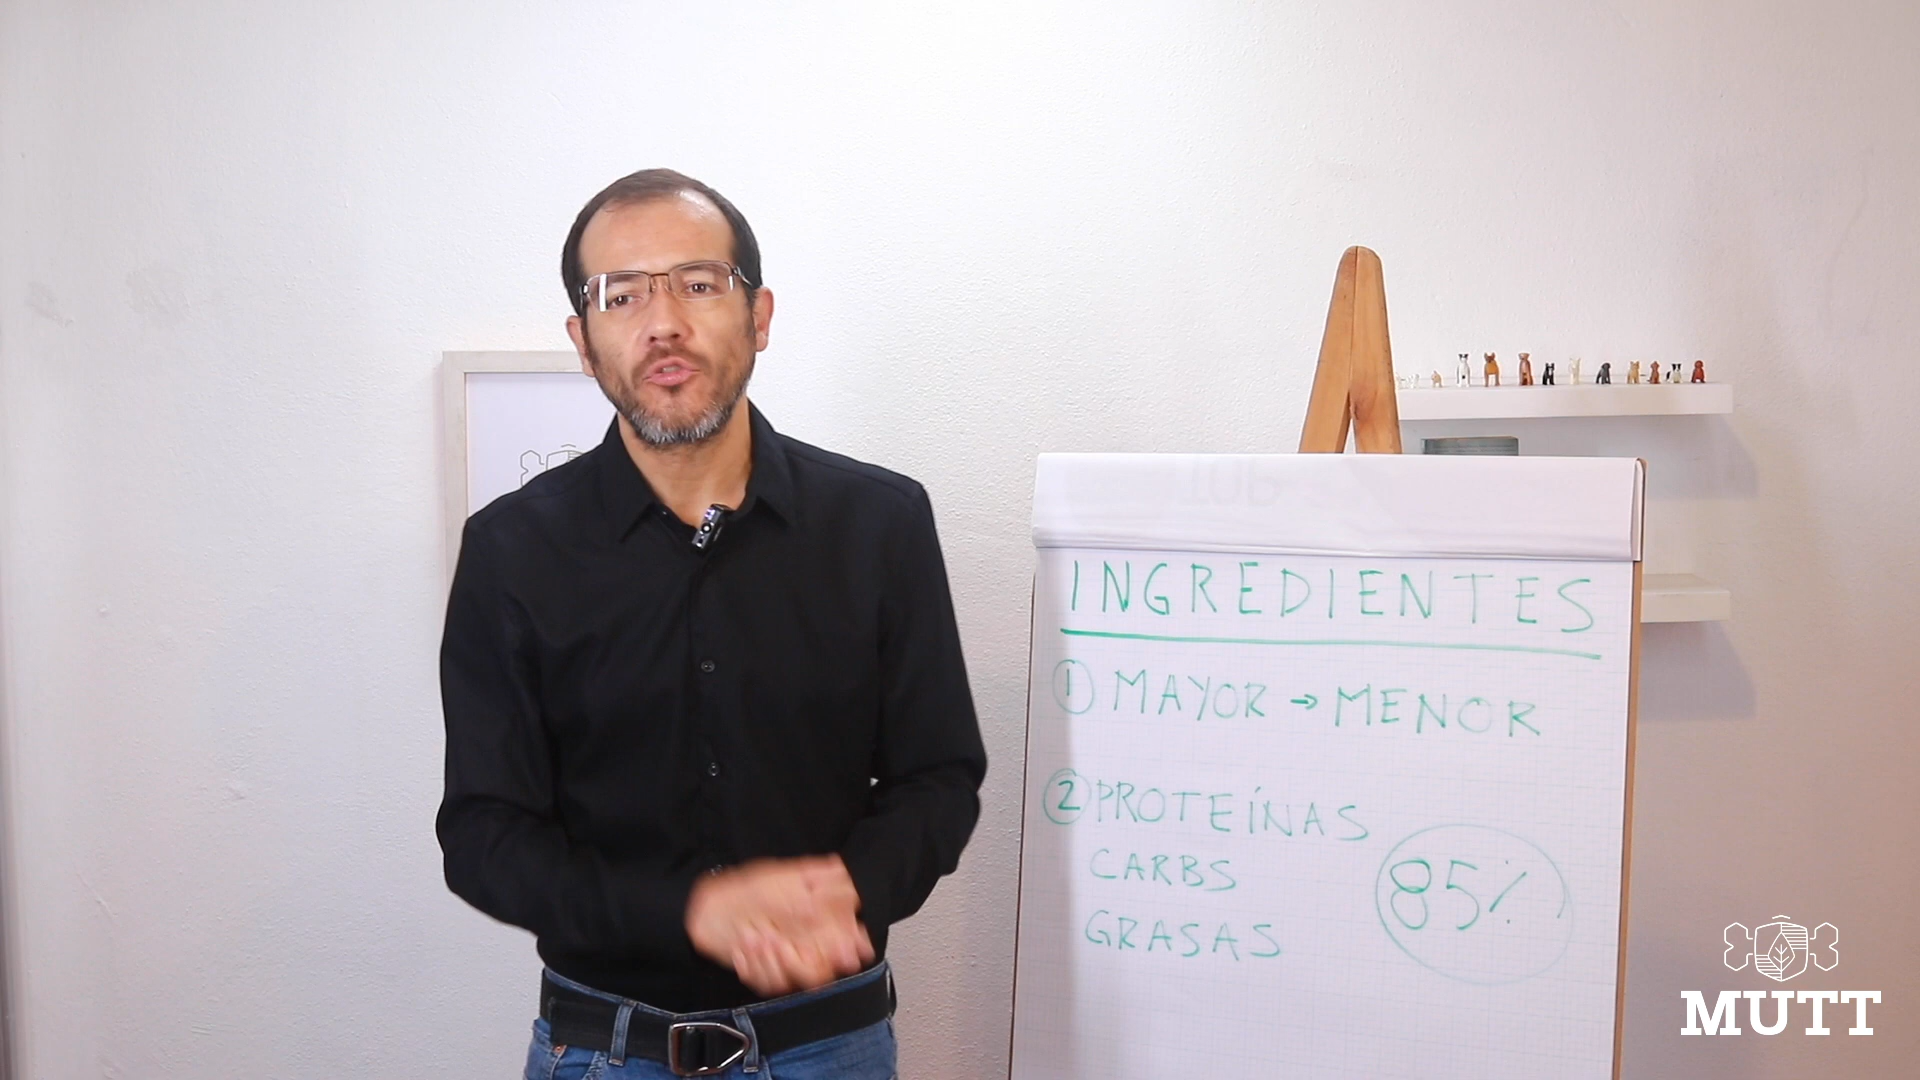 INGREDIENTES
1 MAYOR → MENOR
2 PROTEÍNAS
CARBS
GRASAS
85%
MUTT